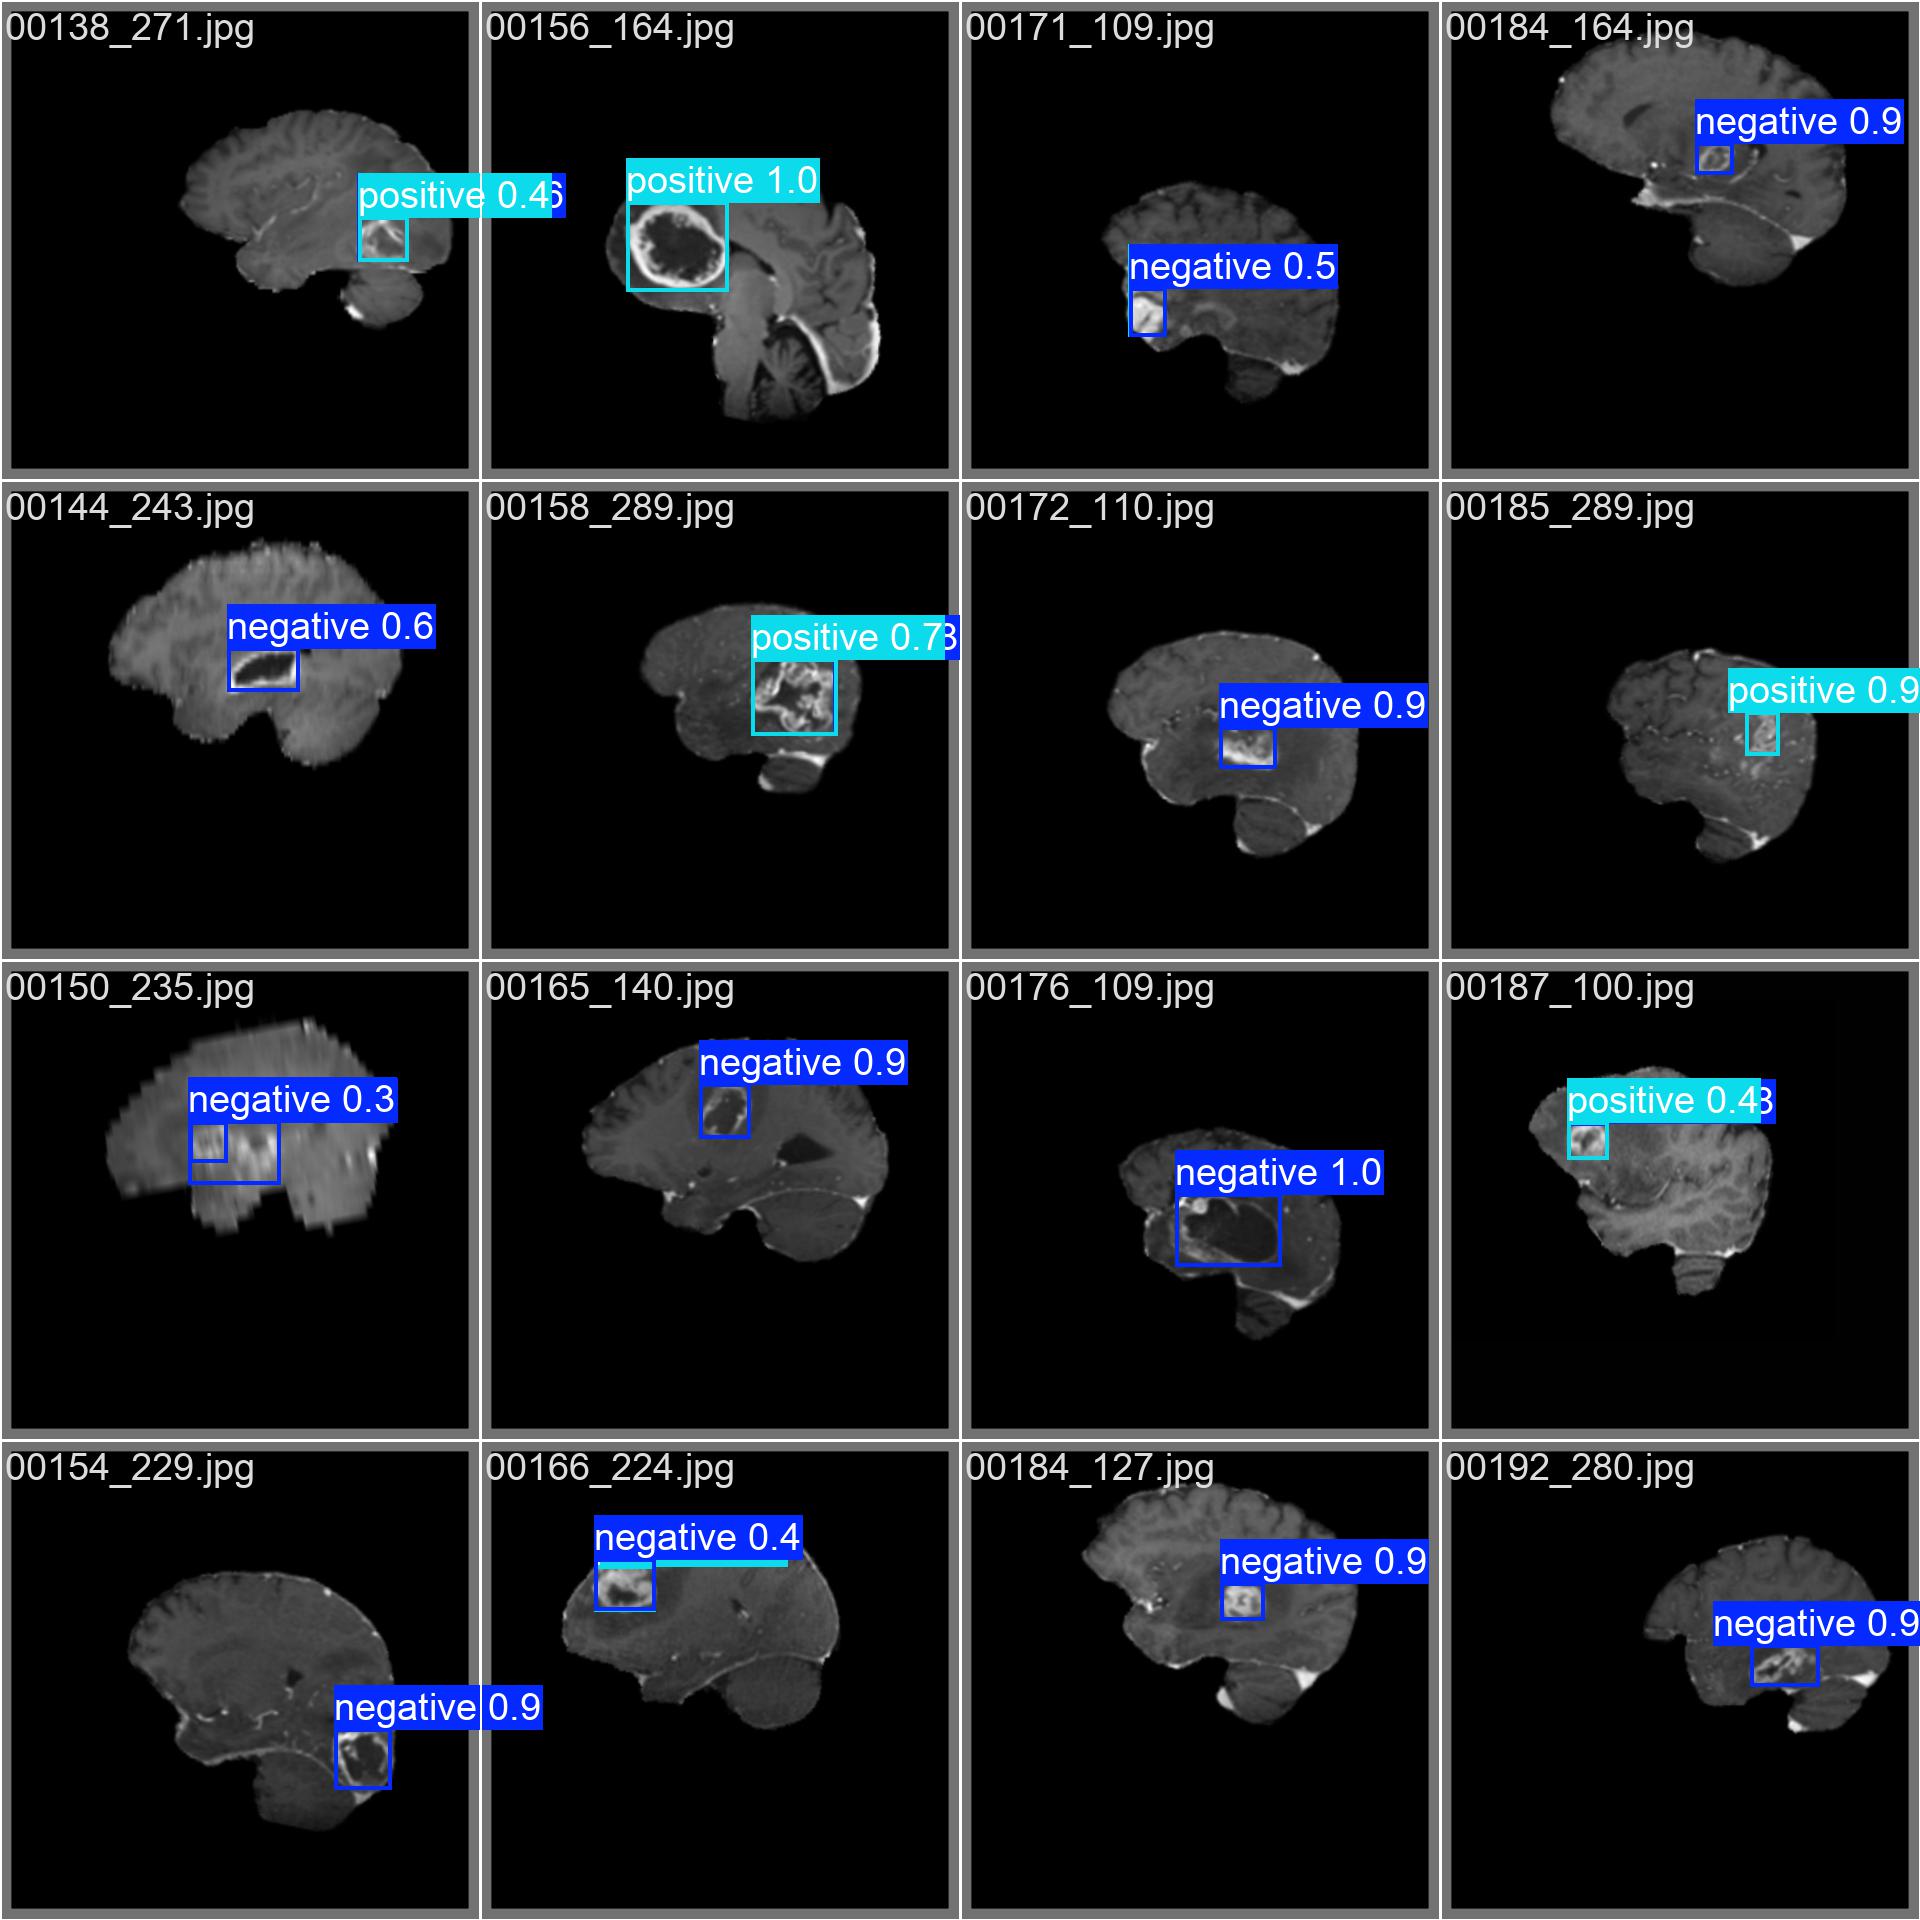 00138_271.jpg
positive 0.4
6
00156_164.jpg
positive 1.0
00171_109.jpg
negative 0.5
00184_164.jpg
negative 0.9
00144_243.jpg
negative 0.6
00158_289.jpg
positive 0.7
3
00172_110.jpg
negative 0.9
00185_289.jpg
positive 0.9
00150_235.jpg
negative 0.3
00165_140.jpg
negative 0.9
00176_109.jpg
negative 1.0
00187_100.jpg
positive 0.4
3
00154_229.jpg
negative 0.9
00166_224.jpg
negative 0.4
00184_127.jpg
negative 0.9
00192_280.jpg
negative 0.9